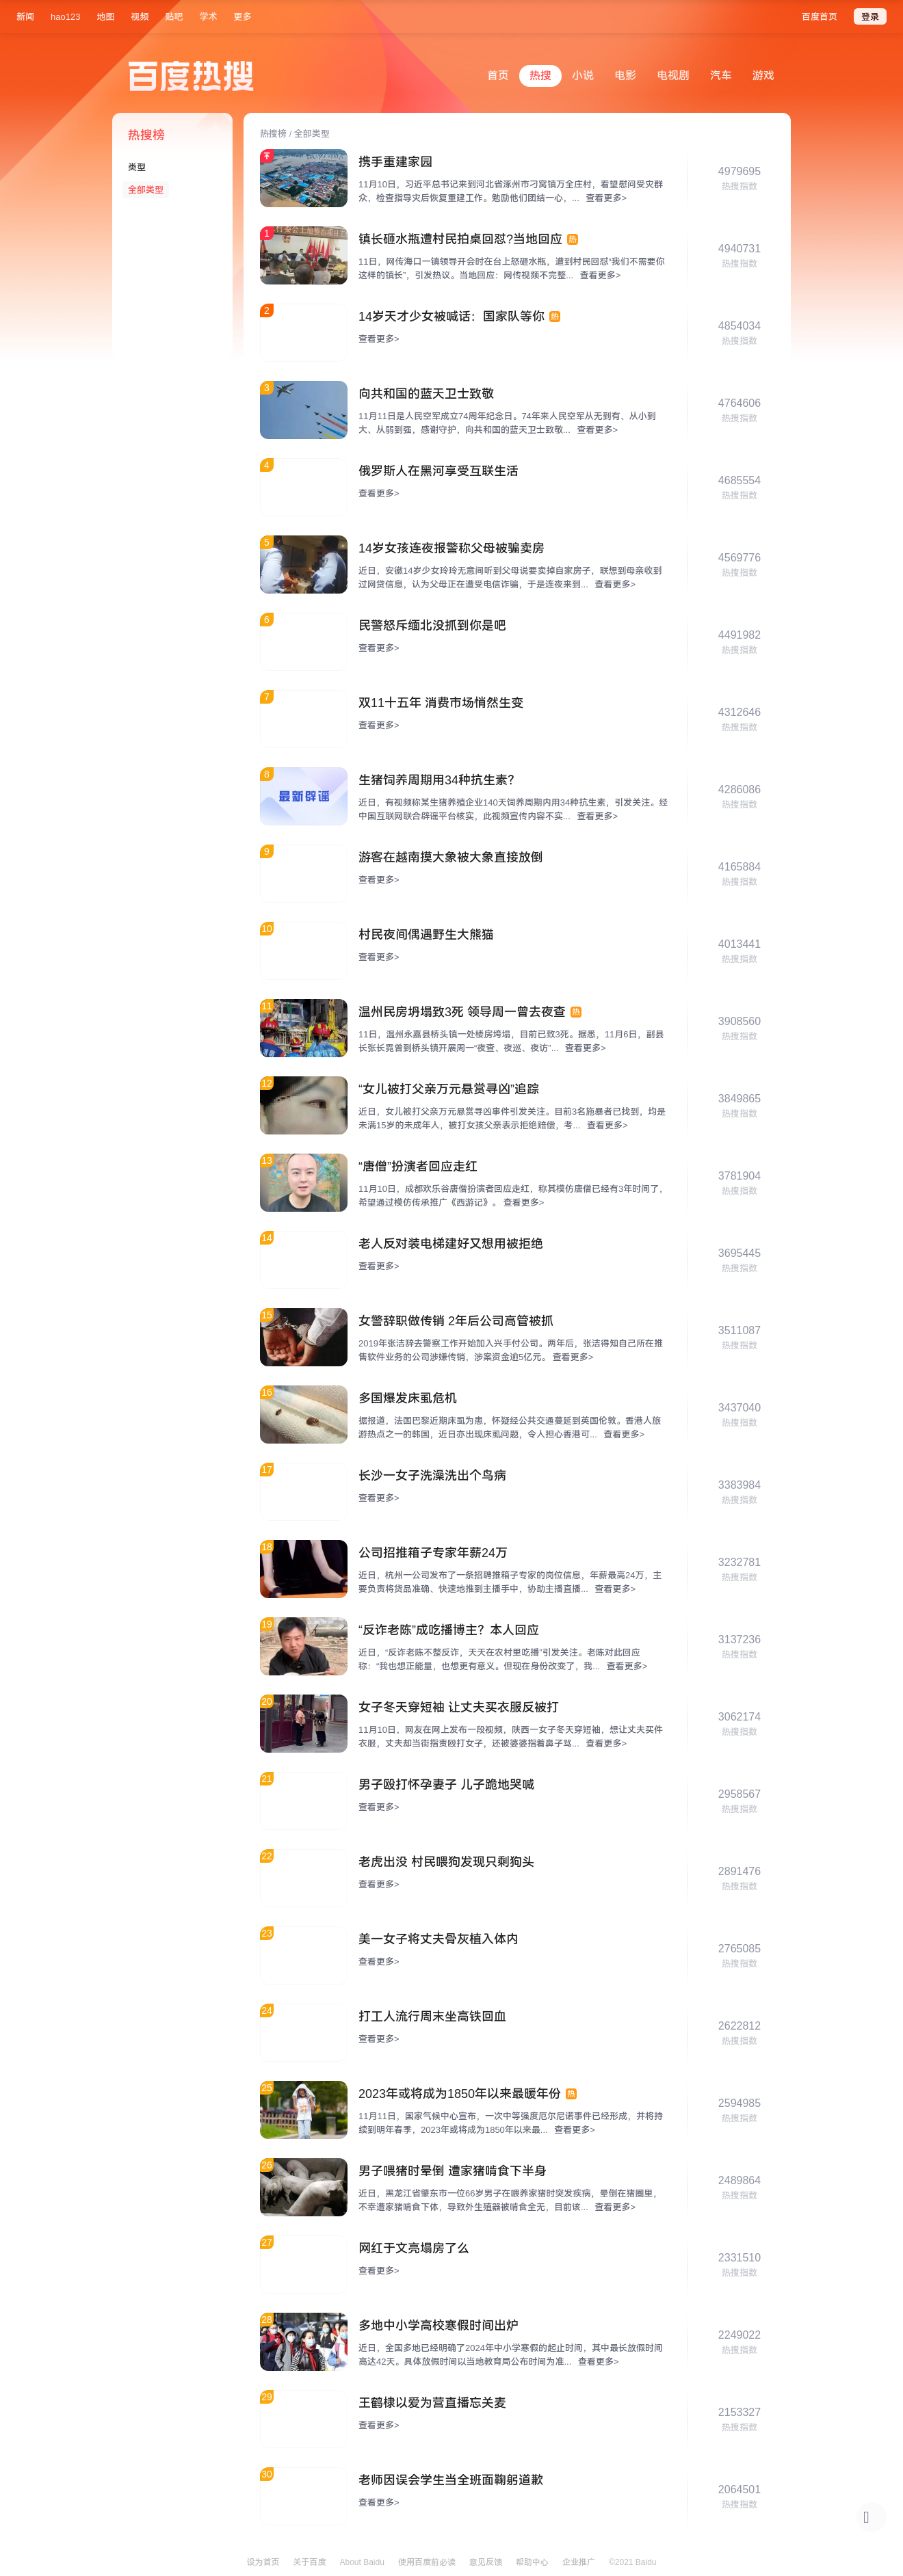 新闻 hao123 地图 视频 贴吧 学术 更多 百度首页 登录
百度热搜
首页 热搜 小说 电影 电视剧 汽车 游戏
热搜榜
类型
全部类型
热搜榜 / 全部类型
携手重建家园
11月10日，习近平总书记来到河北省涿州市刁窝镇万全庄村，看望慰问受灾群
众，检查指导灾后恢复重建工作。勉励他们团结一心，... 查看更多>
4979695
热搜指数
1
镇长砸水瓶遭村民拍桌回怼?当地回应 热
11日，网传海口一镇领导开会时在台上怒砸水瓶，遭到村民回怼“我们不需要你
这样的镇长”，引发热议。当地回应：网传视频不完整... 查看更多>
4940731
热搜指数
2
14岁天才少女被喊话：国家队等你 热
查看更多>
4854034
热搜指数
3
向共和国的蓝天卫士致敬
11月11日是人民空军成立74周年纪念日。74年来人民空军从无到有、从小到
大、从弱到强，感谢守护，向共和国的蓝天卫士致敬... 查看更多>
4764606
热搜指数
4
俄罗斯人在黑河享受互联生活
查看更多>
4685554
热搜指数
5
14岁女孩连夜报警称父母被骗卖房
近日，安徽14岁少女玲玲无意间听到父母说要卖掉自家房子，联想到母亲收到
过网贷信息，认为父母正在遭受电信诈骗，于是连夜来到... 查看更多>
4569776
热搜指数
6
民警怒斥缅北没抓到你是吧
查看更多>
4491982
热搜指数
7
双11十五年 消费市场悄然生变
查看更多>
4312646
热搜指数
8
最新辟谣
生猪饲养周期用34种抗生素？
近日，有视频称某生猪养殖企业140天饲养周期内用34种抗生素，引发关注。经
中国互联网联合辟谣平台核实，此视频宣传内容不实... 查看更多>
4286086
热搜指数
9
游客在越南摸大象被大象直接放倒
查看更多>
4165884
热搜指数
10
村民夜间偶遇野生大熊猫
查看更多>
4013441
热搜指数
11
温州民房坍塌致3死 领导周一曾去夜查 热
11日，温州永嘉县桥头镇一处楼房垮塌，目前已致3死。据悉，11月6日，副县
长张长霓曾到桥头镇开展周一“夜查、夜巡、夜访”... 查看更多>
3908560
热搜指数
12
“女儿被打父亲万元悬赏寻凶”追踪
近日，女儿被打父亲万元悬赏寻凶事件引发关注。目前3名施暴者已找到，均是
未满15岁的未成年人，被打女孩父亲表示拒绝赔偿，考... 查看更多>
3849865
热搜指数
13
“唐僧”扮演者回应走红
11月10日，成都欢乐谷唐僧扮演者回应走红，称其模仿唐僧已经有3年时间了，
希望通过模仿传承推广《西游记》。 查看更多>
3781904
热搜指数
14
老人反对装电梯建好又想用被拒绝
查看更多>
3695445
热搜指数
15
女警辞职做传销 2年后公司高管被抓
2019年张洁辞去警察工作开始加入兴手付公司。两年后，张洁得知自己所在推
售软件业务的公司涉嫌传销，涉案资金逾5亿元。 查看更多>
3511087
热搜指数
16
多国爆发床虱危机
据报道，法国巴黎近期床虱为患，怀疑经公共交通蔓延到英国伦敦。香港人旅
游热点之一的韩国，近日亦出现床虱问题，令人担心香港可... 查看更多>
3437040
热搜指数
17
长沙一女子洗澡洗出个鸟病
查看更多>
3383984
热搜指数
18
公司招推箱子专家年薪24万
近日，杭州一公司发布了一条招聘推箱子专家的岗位信息，年薪最高24万，主
要负责将货品准确、快速地推到主播手中，协助主播直播... 查看更多>
3232781
热搜指数
19
“反诈老陈”成吃播博主？本人回应
近日，“反诈老陈不整反诈，天天在农村里吃播”引发关注。老陈对此回应
称：“我也想正能量，也想更有意义。但现在身份改变了，我... 查看更多>
3137236
热搜指数
20
女子冬天穿短袖 让丈夫买衣服反被打
11月10日，网友在网上发布一段视频，陕西一女子冬天穿短袖，想让丈夫买件
衣服，丈夫却当街指责殴打女子，还被婆婆指着鼻子骂... 查看更多>
3062174
热搜指数
21
男子殴打怀孕妻子 儿子跪地哭喊
查看更多>
2958567
热搜指数
22
老虎出没 村民喂狗发现只剩狗头
查看更多>
2891476
热搜指数
23
美一女子将丈夫骨灰植入体内
查看更多>
2765085
热搜指数
24
打工人流行周末坐高铁回血
查看更多>
2622812
热搜指数
25
2023年或将成为1850年以来最暖年份 热
11月11日，国家气候中心宣布，一次中等强度厄尔尼诺事件已经形成，并将持
续到明年春季，2023年或将成为1850年以来最... 查看更多>
2594985
热搜指数
26
男子喂猪时晕倒 遭家猪啃食下半身
近日，黑龙江省肇东市一位66岁男子在喂养家猪时突发疾病，晕倒在猪圈里，
不幸遭家猪啃食下体，导致外生殖器被啃食全无，目前该... 查看更多>
2489864
热搜指数
27
网红于文亮塌房了么
查看更多>
2331510
热搜指数
28
多地中小学高校寒假时间出炉
近日，全国多地已经明确了2024年中小学寒假的起止时间，其中最长放假时间
高达42天。具体放假时间以当地教育局公布时间为准... 查看更多>
2249022
热搜指数
29
王鹤棣以爱为营直播忘关麦
查看更多>
2153327
热搜指数
30
老师因误会学生当全班面鞠躬道歉
查看更多>
2064501
热搜指数
设为首页 关于百度 About Baidu 使用百度前必读 意见反馈 帮助中心 企业推广 ©2021 Baidu